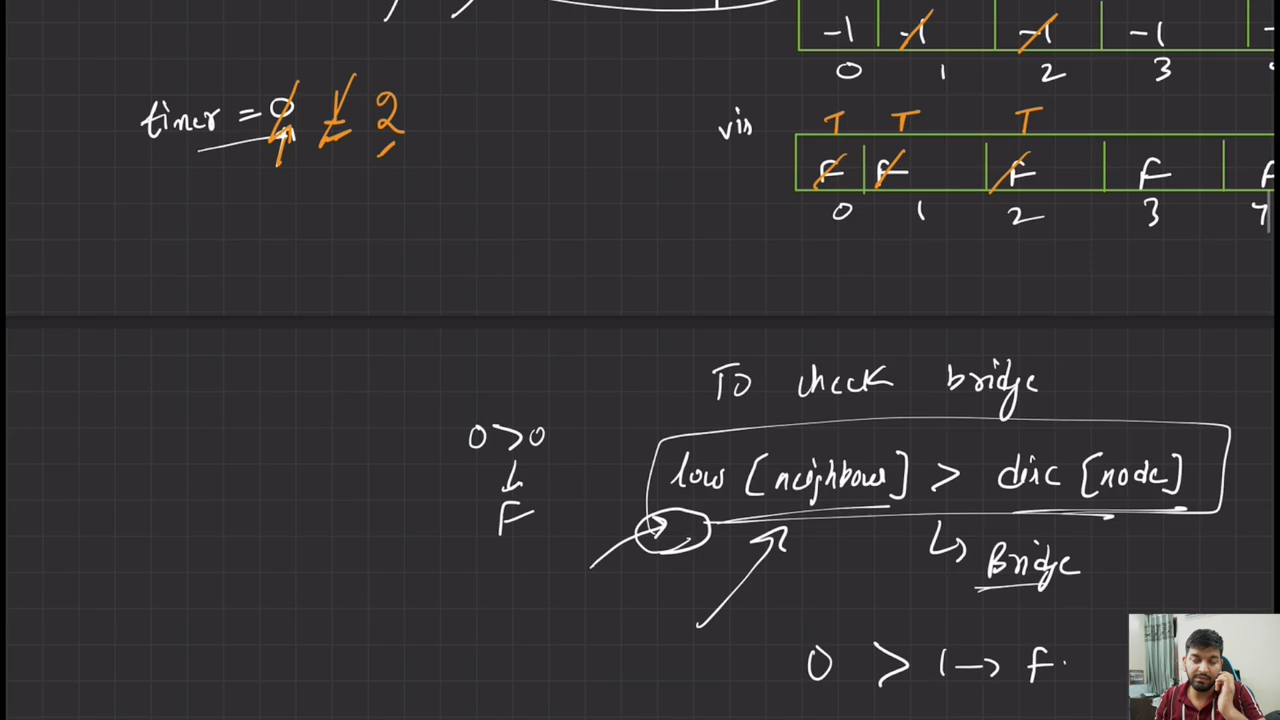 -1 -1 -1 -1
0 1 2 3
timer = 0 1 2
vis T T T
F F F F F
0 1 2 3 4
To check bridge
0 > 0
low [neighbour] > disc [node]
F
Bridge
0 > 1 → F